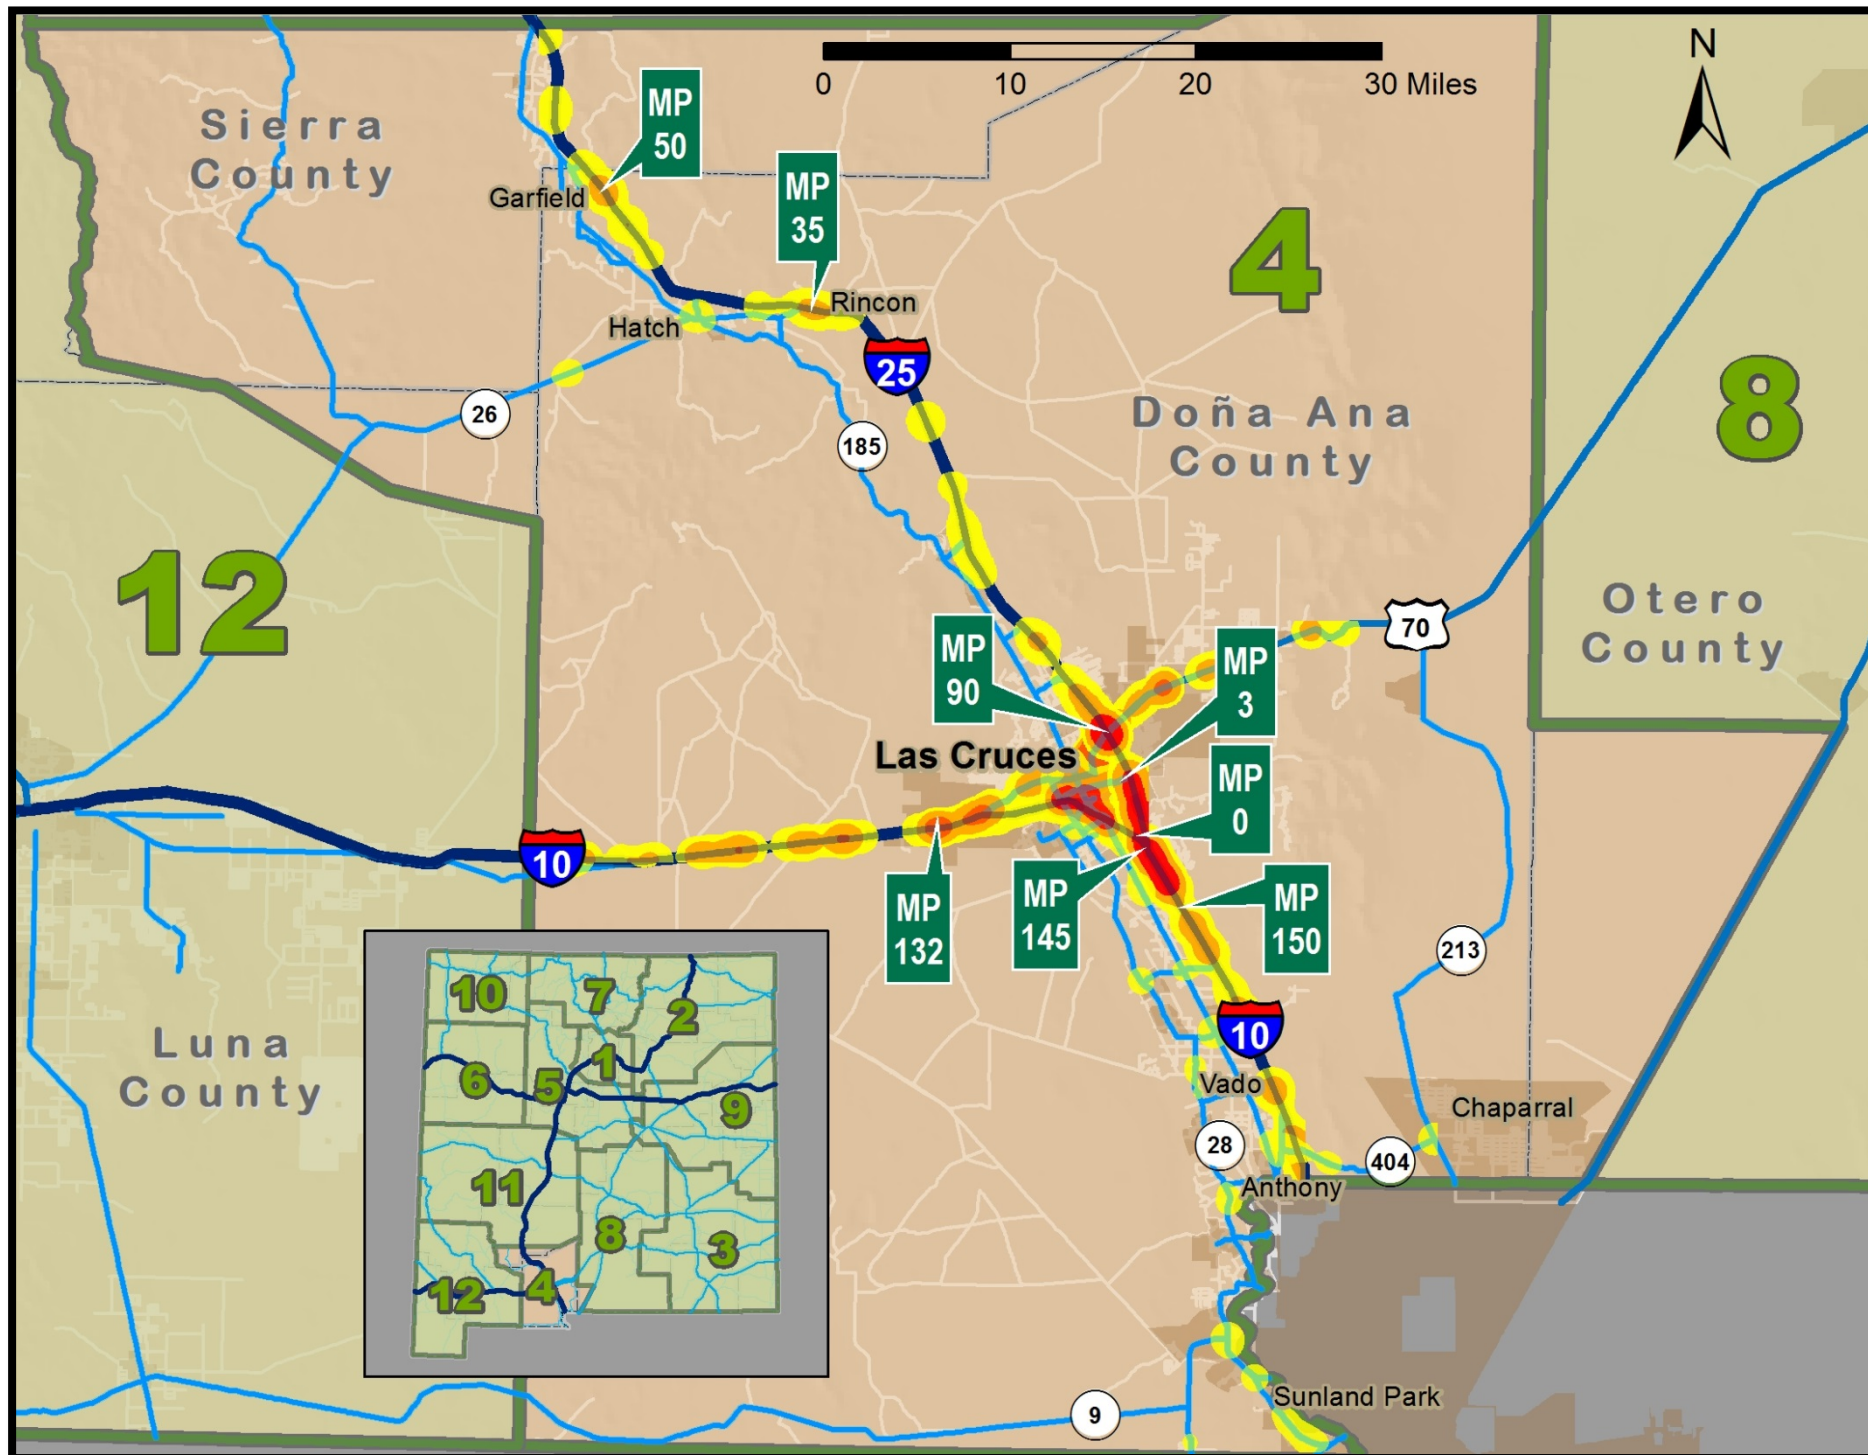 0 10 20 30 Miles
N
Sierra
County
MP
50
Garfield
MP
35
Rincon
Hatch
4
25
26
185
Doña Ana
County
8
12
Otero
County
70
MP
90
MP
3
Las Cruces
MP
0
10
MP
132
MP
145
MP
150
213
Luna
County
10
Vado
Chaparral
28
404
Anthony
Sunland Park
9
10
7
2
1
6
5
9
11
8
3
12
4